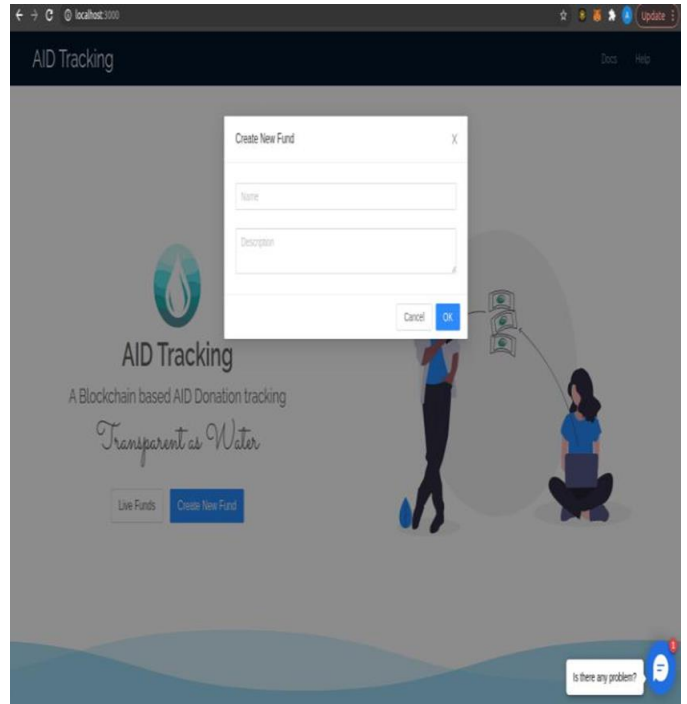 localhost:3000
Update
AID Tracking
Docs Help
Create New Fund X
Name
Description
Cancel OK
AID Tracking
A Blockchain based AID Donation tracking
Transparent as Water
Live Funds Create New Fund
Is there any problem?
1